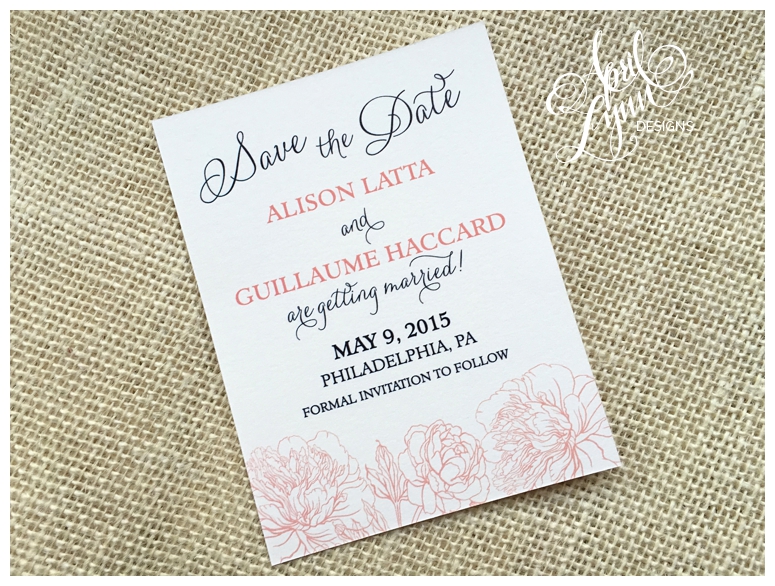 Save the Date
ALISON LATTA
and
GUILLAUME HACCARD
are getting married!
MAY 9, 2015
PHILADELPHIA, PA
FORMAL INVITATION TO FOLLOW
April
Lynn
DESIGNS